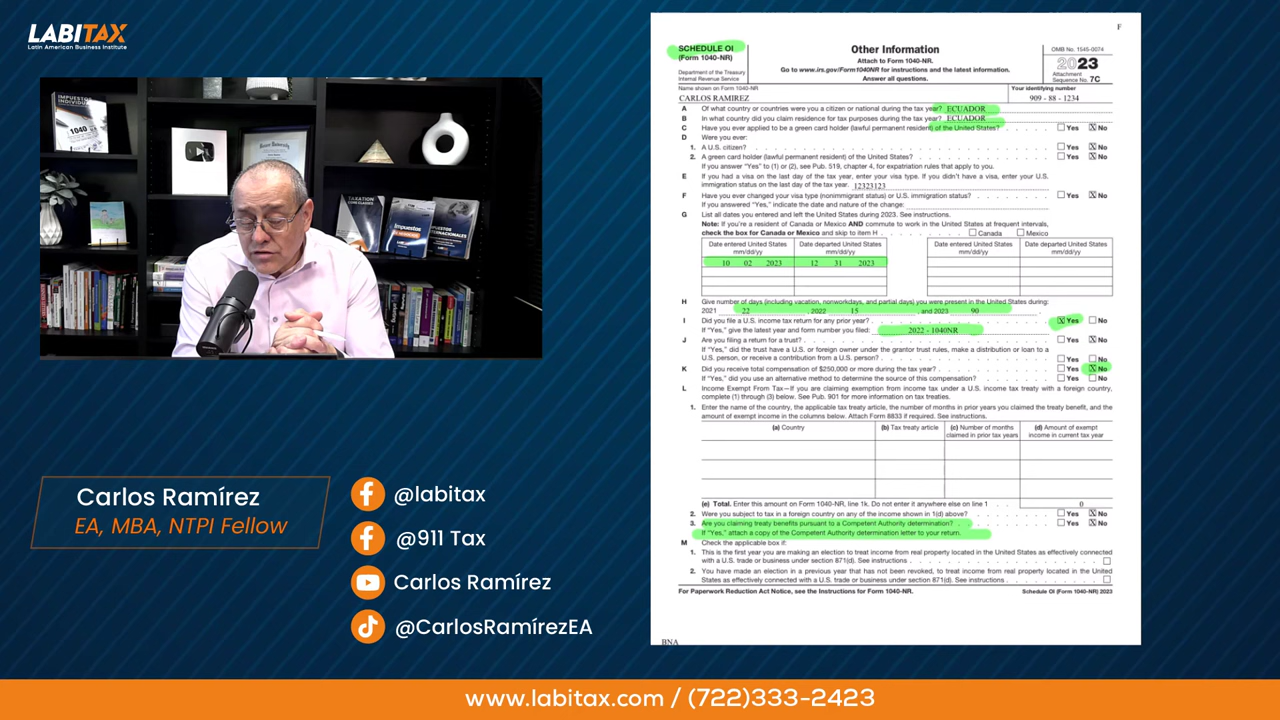 LABITAX
Latin American Business Institute
IMPUESTOS
INDIVIDUALES
1040
TAXATION
Impuestos
Carlos Ramírez
EA, MBA, NTPI Fellow
@labitax
@911 Tax
Carlos Ramírez
@CarlosRamírezEA
F
SCHEDULE OI
(Form 1040-NR)
Department of the Treasury
Internal Revenue Service
Other Information
Attach to Form 1040-NR.
Go to www.irs.gov/Form1040NR for instructions and the latest information.
Answer all questions.
OMB No. 1545-0074
2023
Attachment
Sequence No. 7C
Name shown on Form 1040-NR
Your identifying number
CARLOS RAMIREZ
909 - 88 - 1234
A Of what country or countries were you a citizen or national during the tax year? ECUADOR
B In what country did you claim residence for tax purposes during the tax year? ECUADOR
C Have you ever applied to be a green card holder (lawful permanent resident) of the United States? Yes X No
D Were you ever:
1. A U.S. citizen? Yes X No
2. A green card holder (lawful permanent resident) of the United States? Yes X No
If you answer "Yes" to (1) or (2), see Pub. 519, chapter 4, for expatriation rules that apply to you.
E If you had a visa on the last day of the tax year, enter your visa type. If you didn't have a visa, enter your U.S.
immigration status on the last day of the tax year. 12323123
F Have you ever changed your visa type (nonimmigrant status) or U.S. immigration status? Yes X No
If you answered "Yes," indicate the date and nature of the change:
G List all dates you entered and left the United States during 2023. See instructions.
Note: If you're a resident of Canada or Mexico AND commute to work in the United States at frequent intervals,
check the box for Canada or Mexico and skip to item H Canada Mexico
Date entered United States
mm/dd/yy
Date departed United States
mm/dd/yy
Date entered United States
mm/dd/yy
Date departed United States
mm/dd/yy
10 02 2023 12 31 2023
H Give number of days (including vacation, nonworkdays, and partial days) you were present in the United States during:
2021 22 , 2022 15 , and 2023 90 .
I Did you file a U.S. income tax return for any prior year? X Yes No
If "Yes," give the latest year and form number you filed: 2022 - 1040NR
J Are you filing a return for a trust? Yes X No
If "Yes," did the trust have a U.S. or foreign owner under the grantor trust rules, make a distribution or loan to a
U.S. person, or receive a contribution from a U.S. person? Yes No
K Did you receive total compensation of $250,000 or more during the tax year? Yes X No
If "Yes," did you use an alternative method to determine the source of this compensation? Yes No
L Income Exempt From Tax—If you are claiming exemption from income tax under a U.S. income tax treaty with a foreign country,
complete (1) through (3) below. See Pub. 901 for more information on tax treaties.
1. Enter the name of the country, the applicable tax treaty article, the number of months in prior years you claimed the treaty benefit, and the
amount of exempt income in the columns below. Attach Form 8833 if required. See instructions.
(a) Country
(b) Tax treaty article
(c) Number of months
claimed in prior tax years
(d) Amount of exempt
income in current tax year
(e) Total. Enter this amount on Form 1040-NR, line 1k. Do not enter it anywhere else on line 1 0
2. Were you subject to tax in a foreign country on any of the income shown in 1(d) above? Yes X No
3. Are you claiming treaty benefits pursuant to a Competent Authority determination? Yes X No
If "Yes," attach a copy of the Competent Authority determination letter to your return.
M Check the applicable box if:
1. This is the first year you are making an election to treat income from real property located in the United States as effectively connected
with a U.S. trade or business under section 871(d). See instructions
2. You have made an election in a previous year that has not been revoked, to treat income from real property located in the United
States as effectively connected with a U.S. trade or business under section 871(d). See instructions
For Paperwork Reduction Act Notice, see the Instructions for Form 1040-NR.
Schedule OI (Form 1040-NR) 2023
BNA
www.labitax.com / (722)333-2423